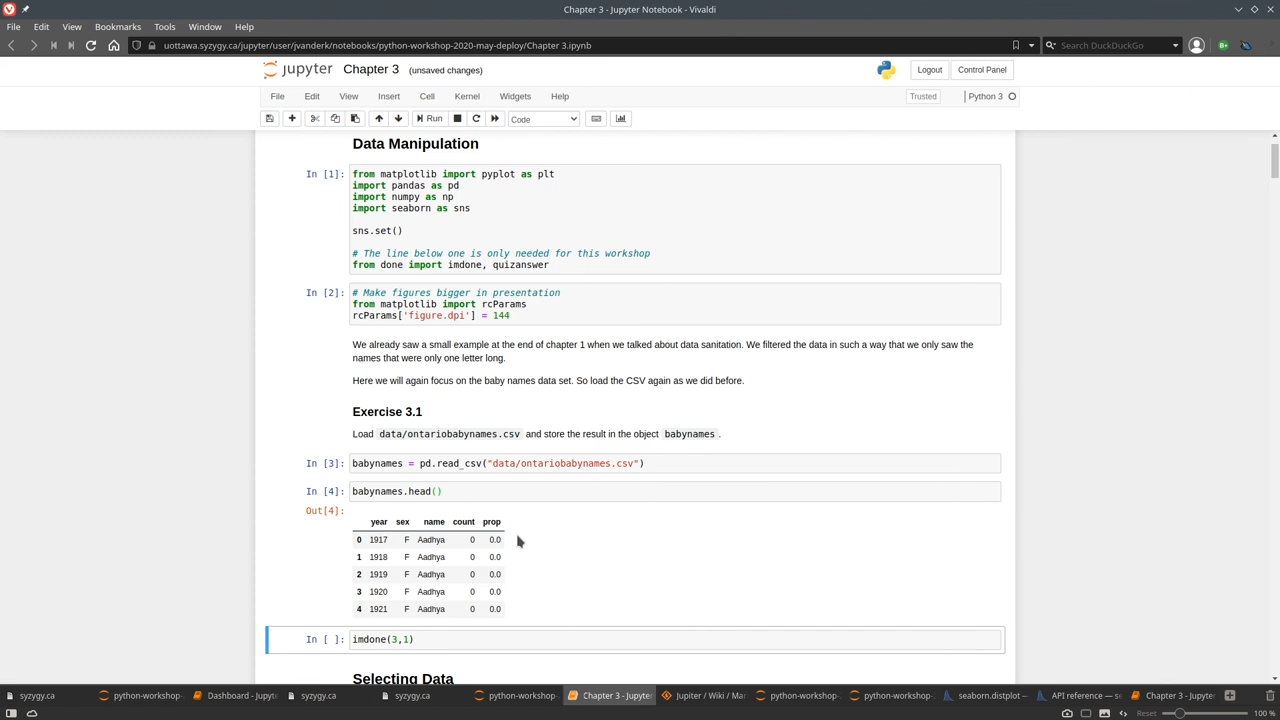 Chapter 3 - Jupyter Notebook - Vivaldi
File Edit View Bookmarks Tools Window Help
uottawa.syzygy.ca/jupyter/user/jvanderk/notebooks/python-workshop-2020-may-deploy/Chapter 3.ipynb
Search DuckDuckGo
jupyter Chapter 3 (unsaved changes)
Logout Control Panel
File Edit View Insert Cell Kernel Widgets Help
Trusted Python 3
Run Code
Data Manipulation
In [1]: from matplotlib import pyplot as plt
import pandas as pd
import numpy as np
import seaborn as sns
sns.set()
# The line below one is only needed for this workshop
from done import imdone, quizanswer
In [2]: # Make figures bigger in presentation
from matplotlib import rcParams
rcParams['figure.dpi'] = 144
We already saw a small example at the end of chapter 1 when we talked about data sanitation. We filtered the data in such a way that we only saw the
names that were only one letter long.
Here we will again focus on the baby names data set. So load the CSV again as we did before.
Exercise 3.1
Load data/ontariobabynames.csv and store the result in the object babynames.
In [3]: babynames = pd.read_csv("data/ontariobabynames.csv")
In [4]: babynames.head()
Out[4]:
year sex name count prop
0 1917 F Aadhya 0 0.0
1 1918 F Aadhya 0 0.0
2 1919 F Aadhya 0 0.0
3 1920 F Aadhya 0 0.0
4 1921 F Aadhya 0 0.0
In [ ]: imdone(3,1)
Selecting Data
syzygy.ca python-workshop- Dashboard - Jupyte syzygy.ca syzygy.ca python-workshop- Chapter 3 - Jupyte Jupiter / Wiki / Ma python-workshop- python-workshop- seaborn.distplot — API reference — se Chapter 3 - Jupyte
Reset 100 %